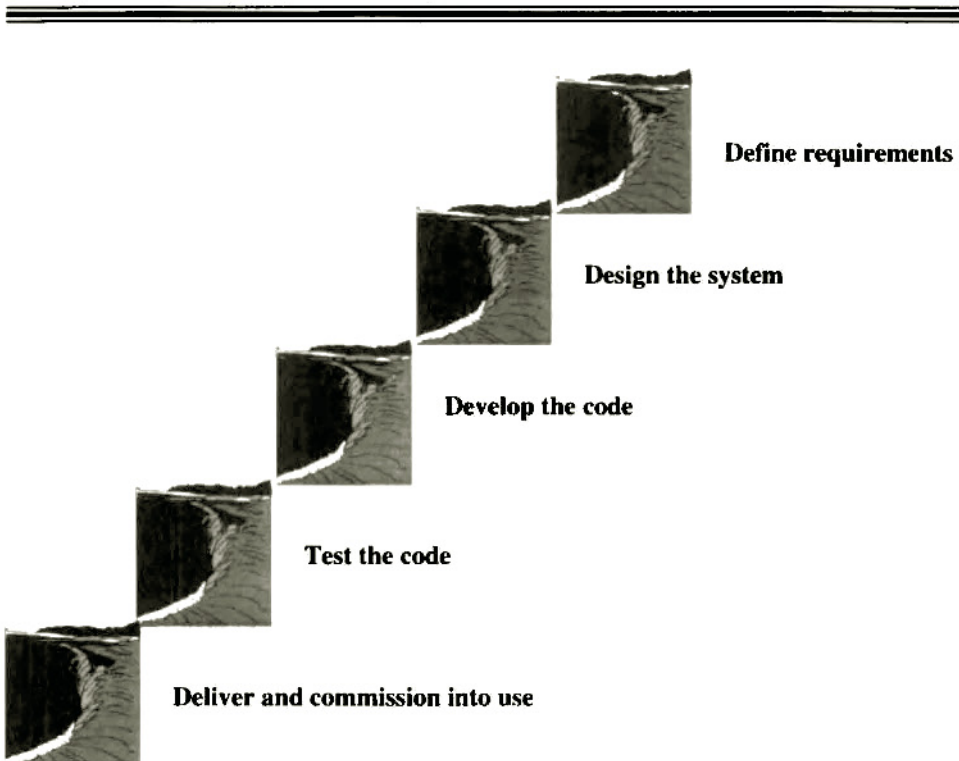 Define requirements
Design the system
Develop the code
Test the code
Deliver and commission into use